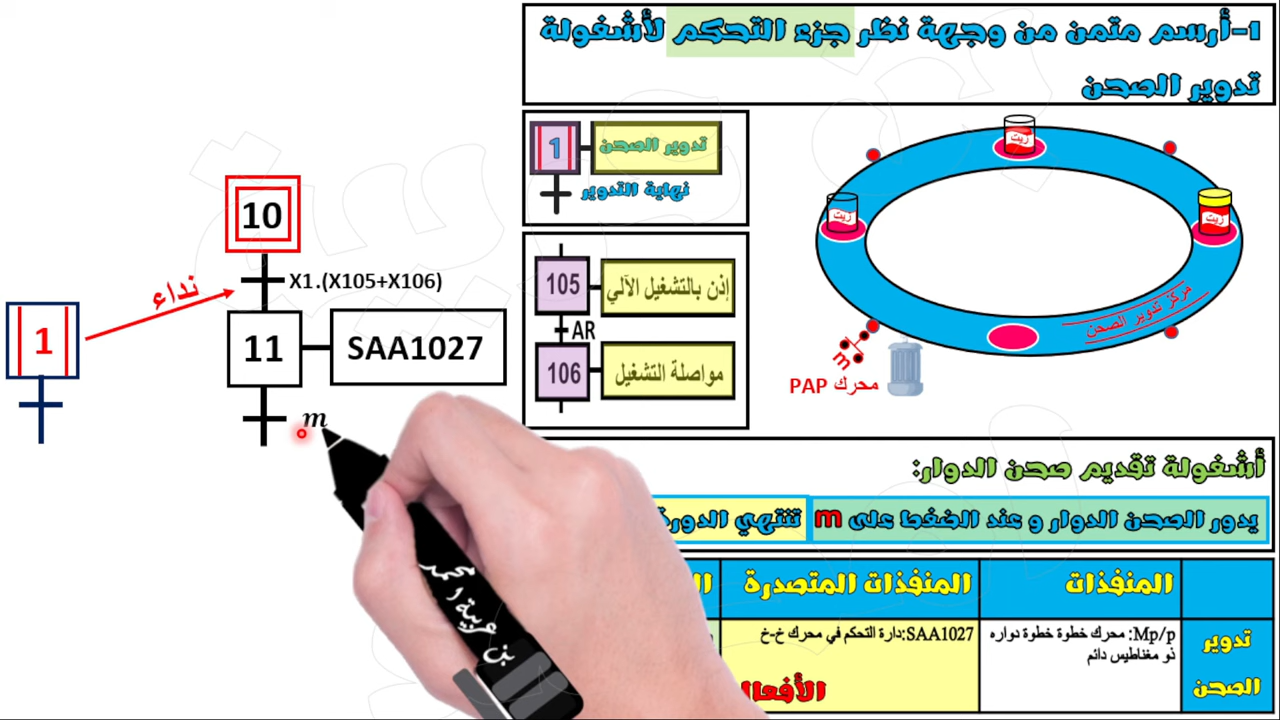 1-أرسم متمن من وجهة نظر جزء التحكم لأشغولة
تدوير الصحن
1
تدوير الصحن
نهاية التدوير
105
إذن بالتشغيل الآلي
AR
106
مواصلة التشغيل
زيت
زيت
زيت
مركز تدوير الصحن
m
محرك PAP
10
X1.(X105+X106)
نداء
1
11
SAA1027
m
أشغولة تقديم صحن الدوار:
يدور الصحن الدوار و عند الضغط على m تنتهي الدورة
المنفذات
المنفذات المتصدرة
تدوير
الصحن
Mp/p: محرك خطوة خطوة دواره
ذو مغناطيس دائم
SAA1027:دارة التحكم في محرك خ-خ
الأفعال